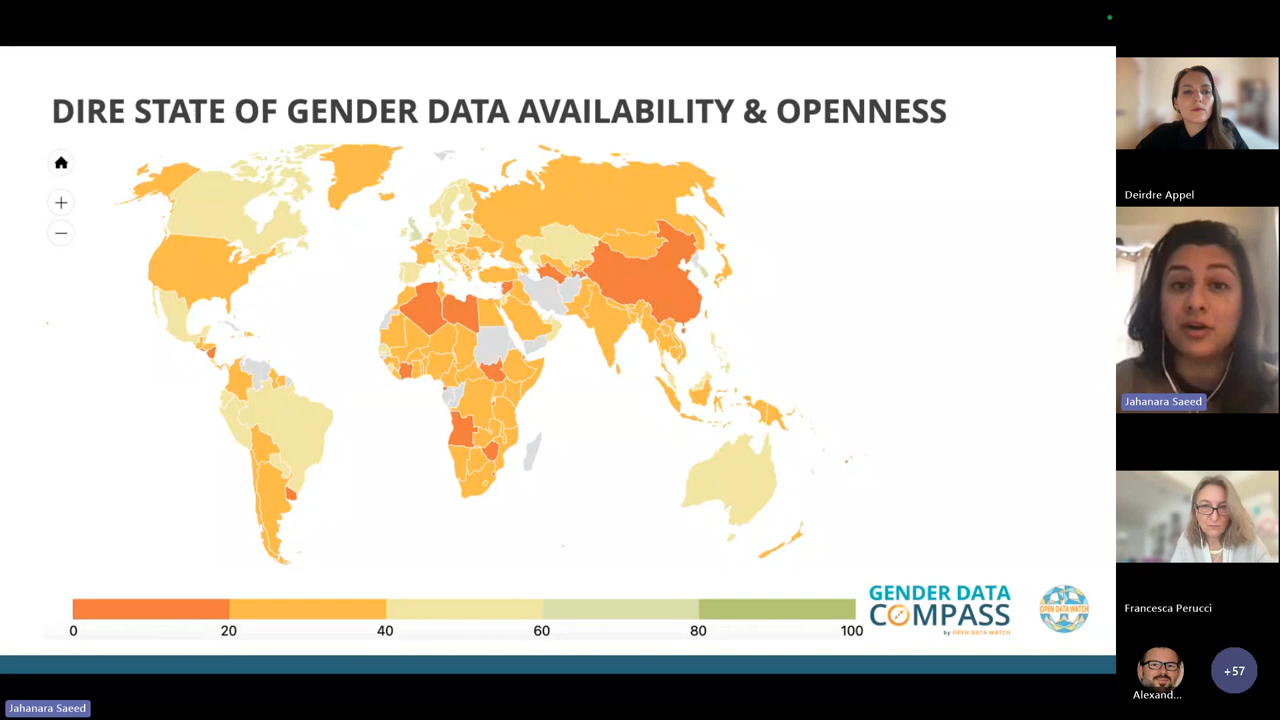 DIRE STATE OF GENDER DATA AVAILABILITY & OPENNESS
0 20 40 60 80 100
GENDER DATA
COMPASS
by OPEN DATA WATCH
OPEN DATA WATCH
Deirdre Appel
Jahanara Saeed
Francesca Perucci
Alexand...
+57
Jahanara Saeed